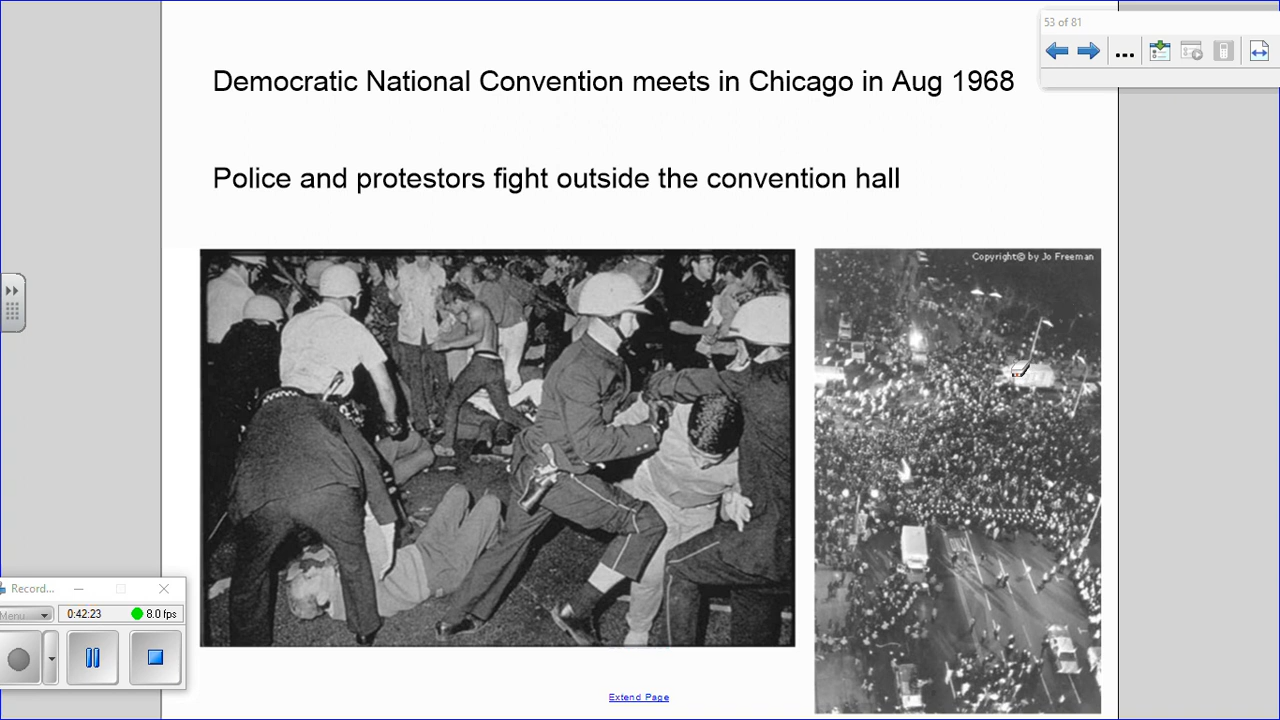 53 of 81
Democratic National Convention meets in Chicago in Aug 1968
Police and protestors fight outside the convention hall
Copyright© by Jo Freeman
Record...
Menu
0:42:23
8.0 fps
Extend Page